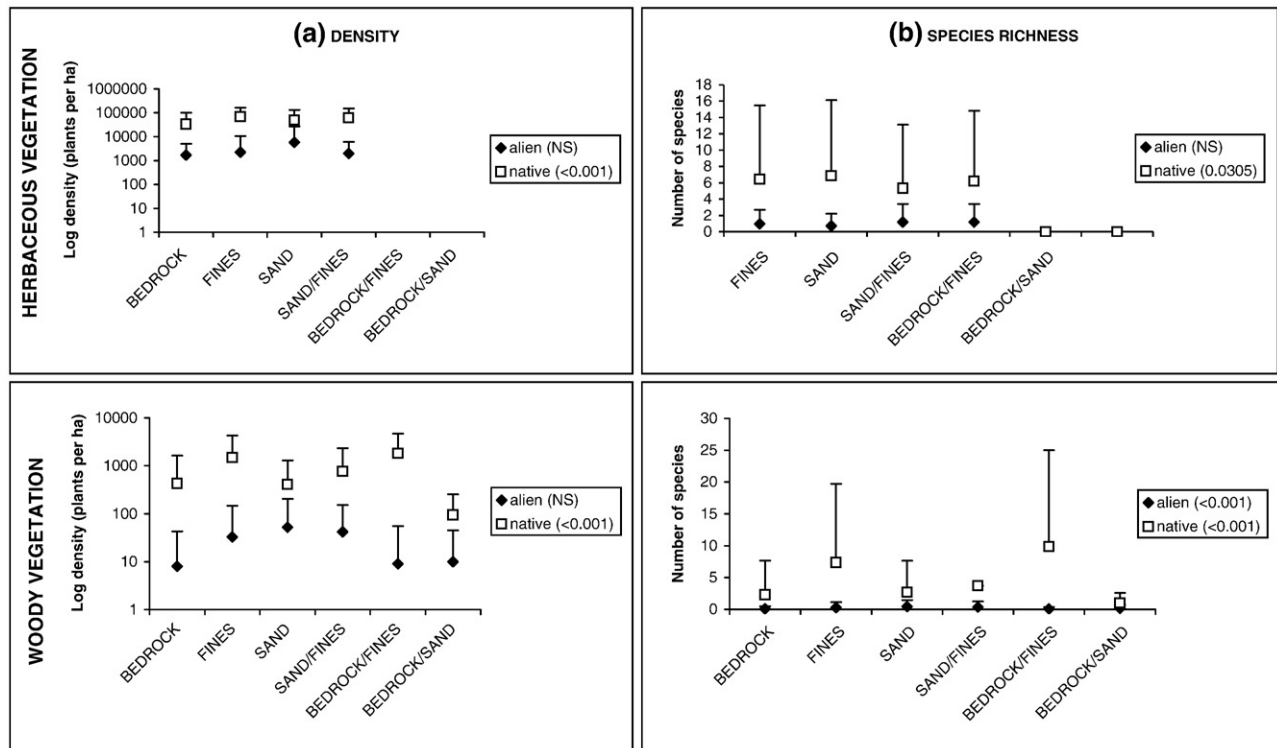 (a) DENSITY
(b) SPECIES RICHNESS
HERBACEOUS VEGETATION
Log density (plants per ha)
1000000
100000
10000
1000
100
10
1
BEDROCK
FINES
SAND
SAND/FINES
BEDROCK/FINES
BEDROCK/SAND
alien (NS)
native (<0.001)
Number of species
18
16
14
12
10
8
6
4
2
0
FINES
SAND
SAND/FINES
BEDROCK/FINES
BEDROCK/SAND
alien (NS)
native (0.0305)
WOODY VEGETATION
Log density (plants per ha)
10000
1000
100
10
1
BEDROCK
FINES
SAND
SAND/FINES
BEDROCK/FINES
BEDROCK/SAND
alien (NS)
native (<0.001)
Number of species
30
25
20
15
10
5
0
BEDROCK
FINES
SAND
SAND/FINES
BEDROCK/FINES
BEDROCK/SAND
alien (<0.001)
native (<0.001)